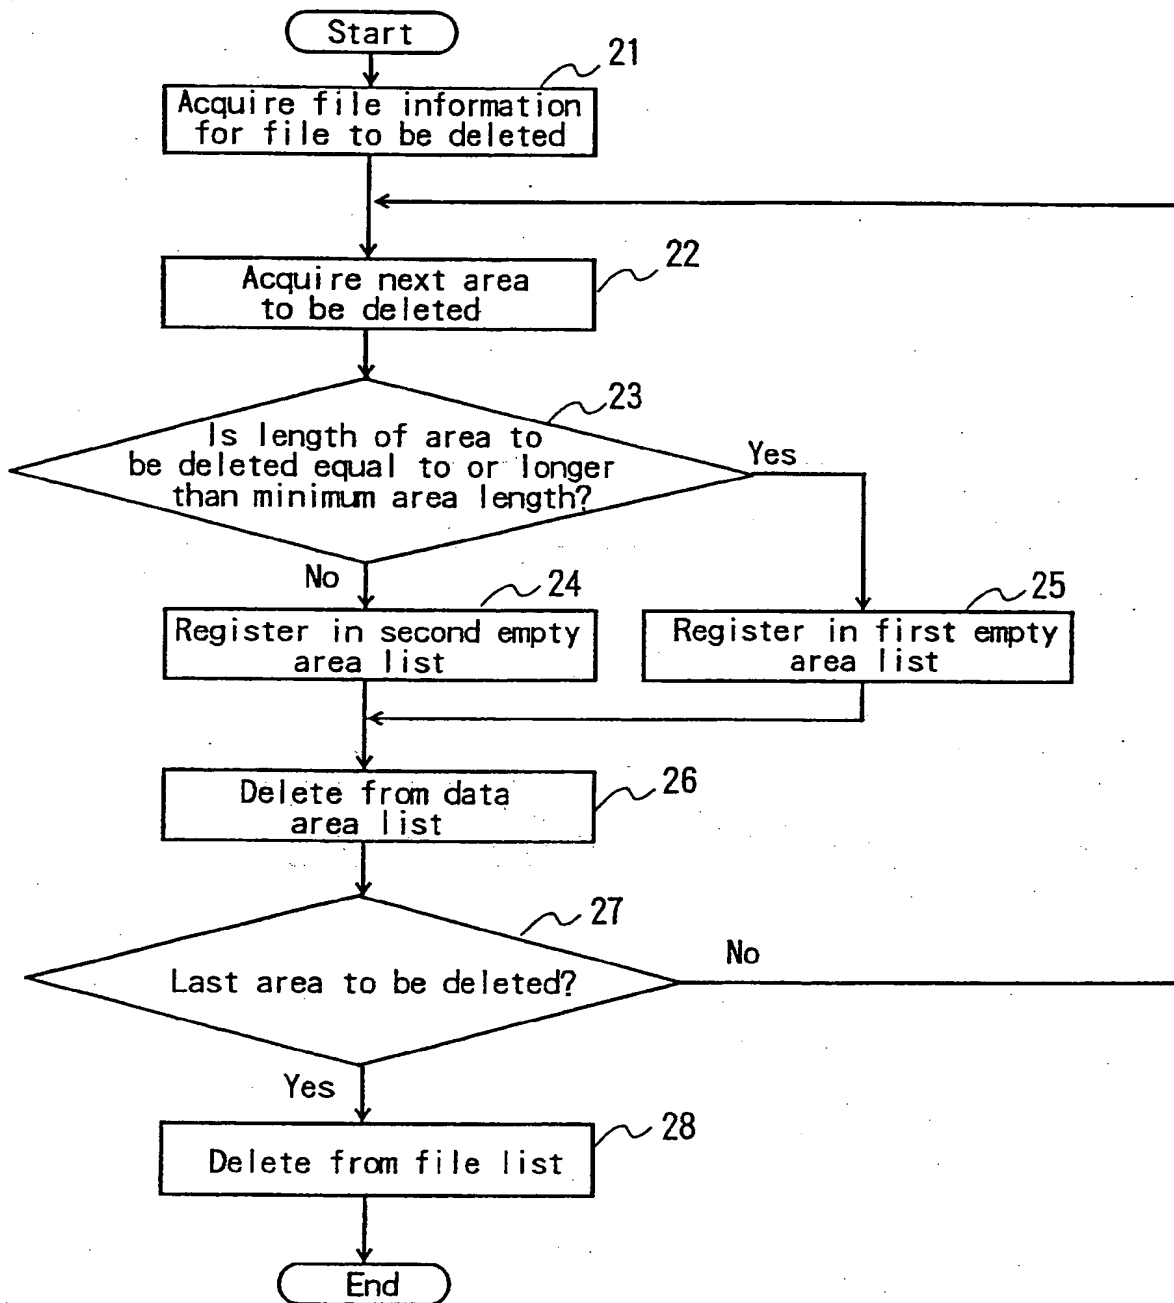 Start
21
Acquire file information
for file to be deleted
22
Acquire next area
to be deleted
23
Is length of area to
be deleted equal to or longer
than minimum area length?
Yes
No
24
Register in second empty
area list
25
Register in first empty
area list
26
Delete from data
area list
27
Last area to be deleted?
No
Yes
28
Delete from file list
End